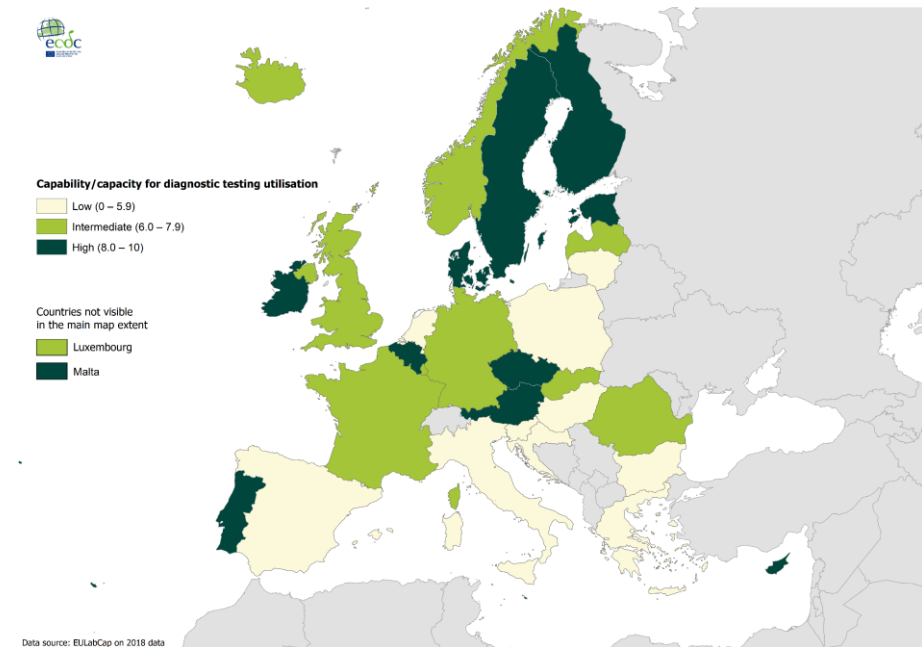 ecdc
Capability/capacity for diagnostic testing utilisation
Low (0 – 5.9)
Intermediate (6.0 – 7.9)
High (8.0 – 10)
Countries not visible
in the main map extent
Luxembourg
Malta
Data source: EULabCap on 2018 data